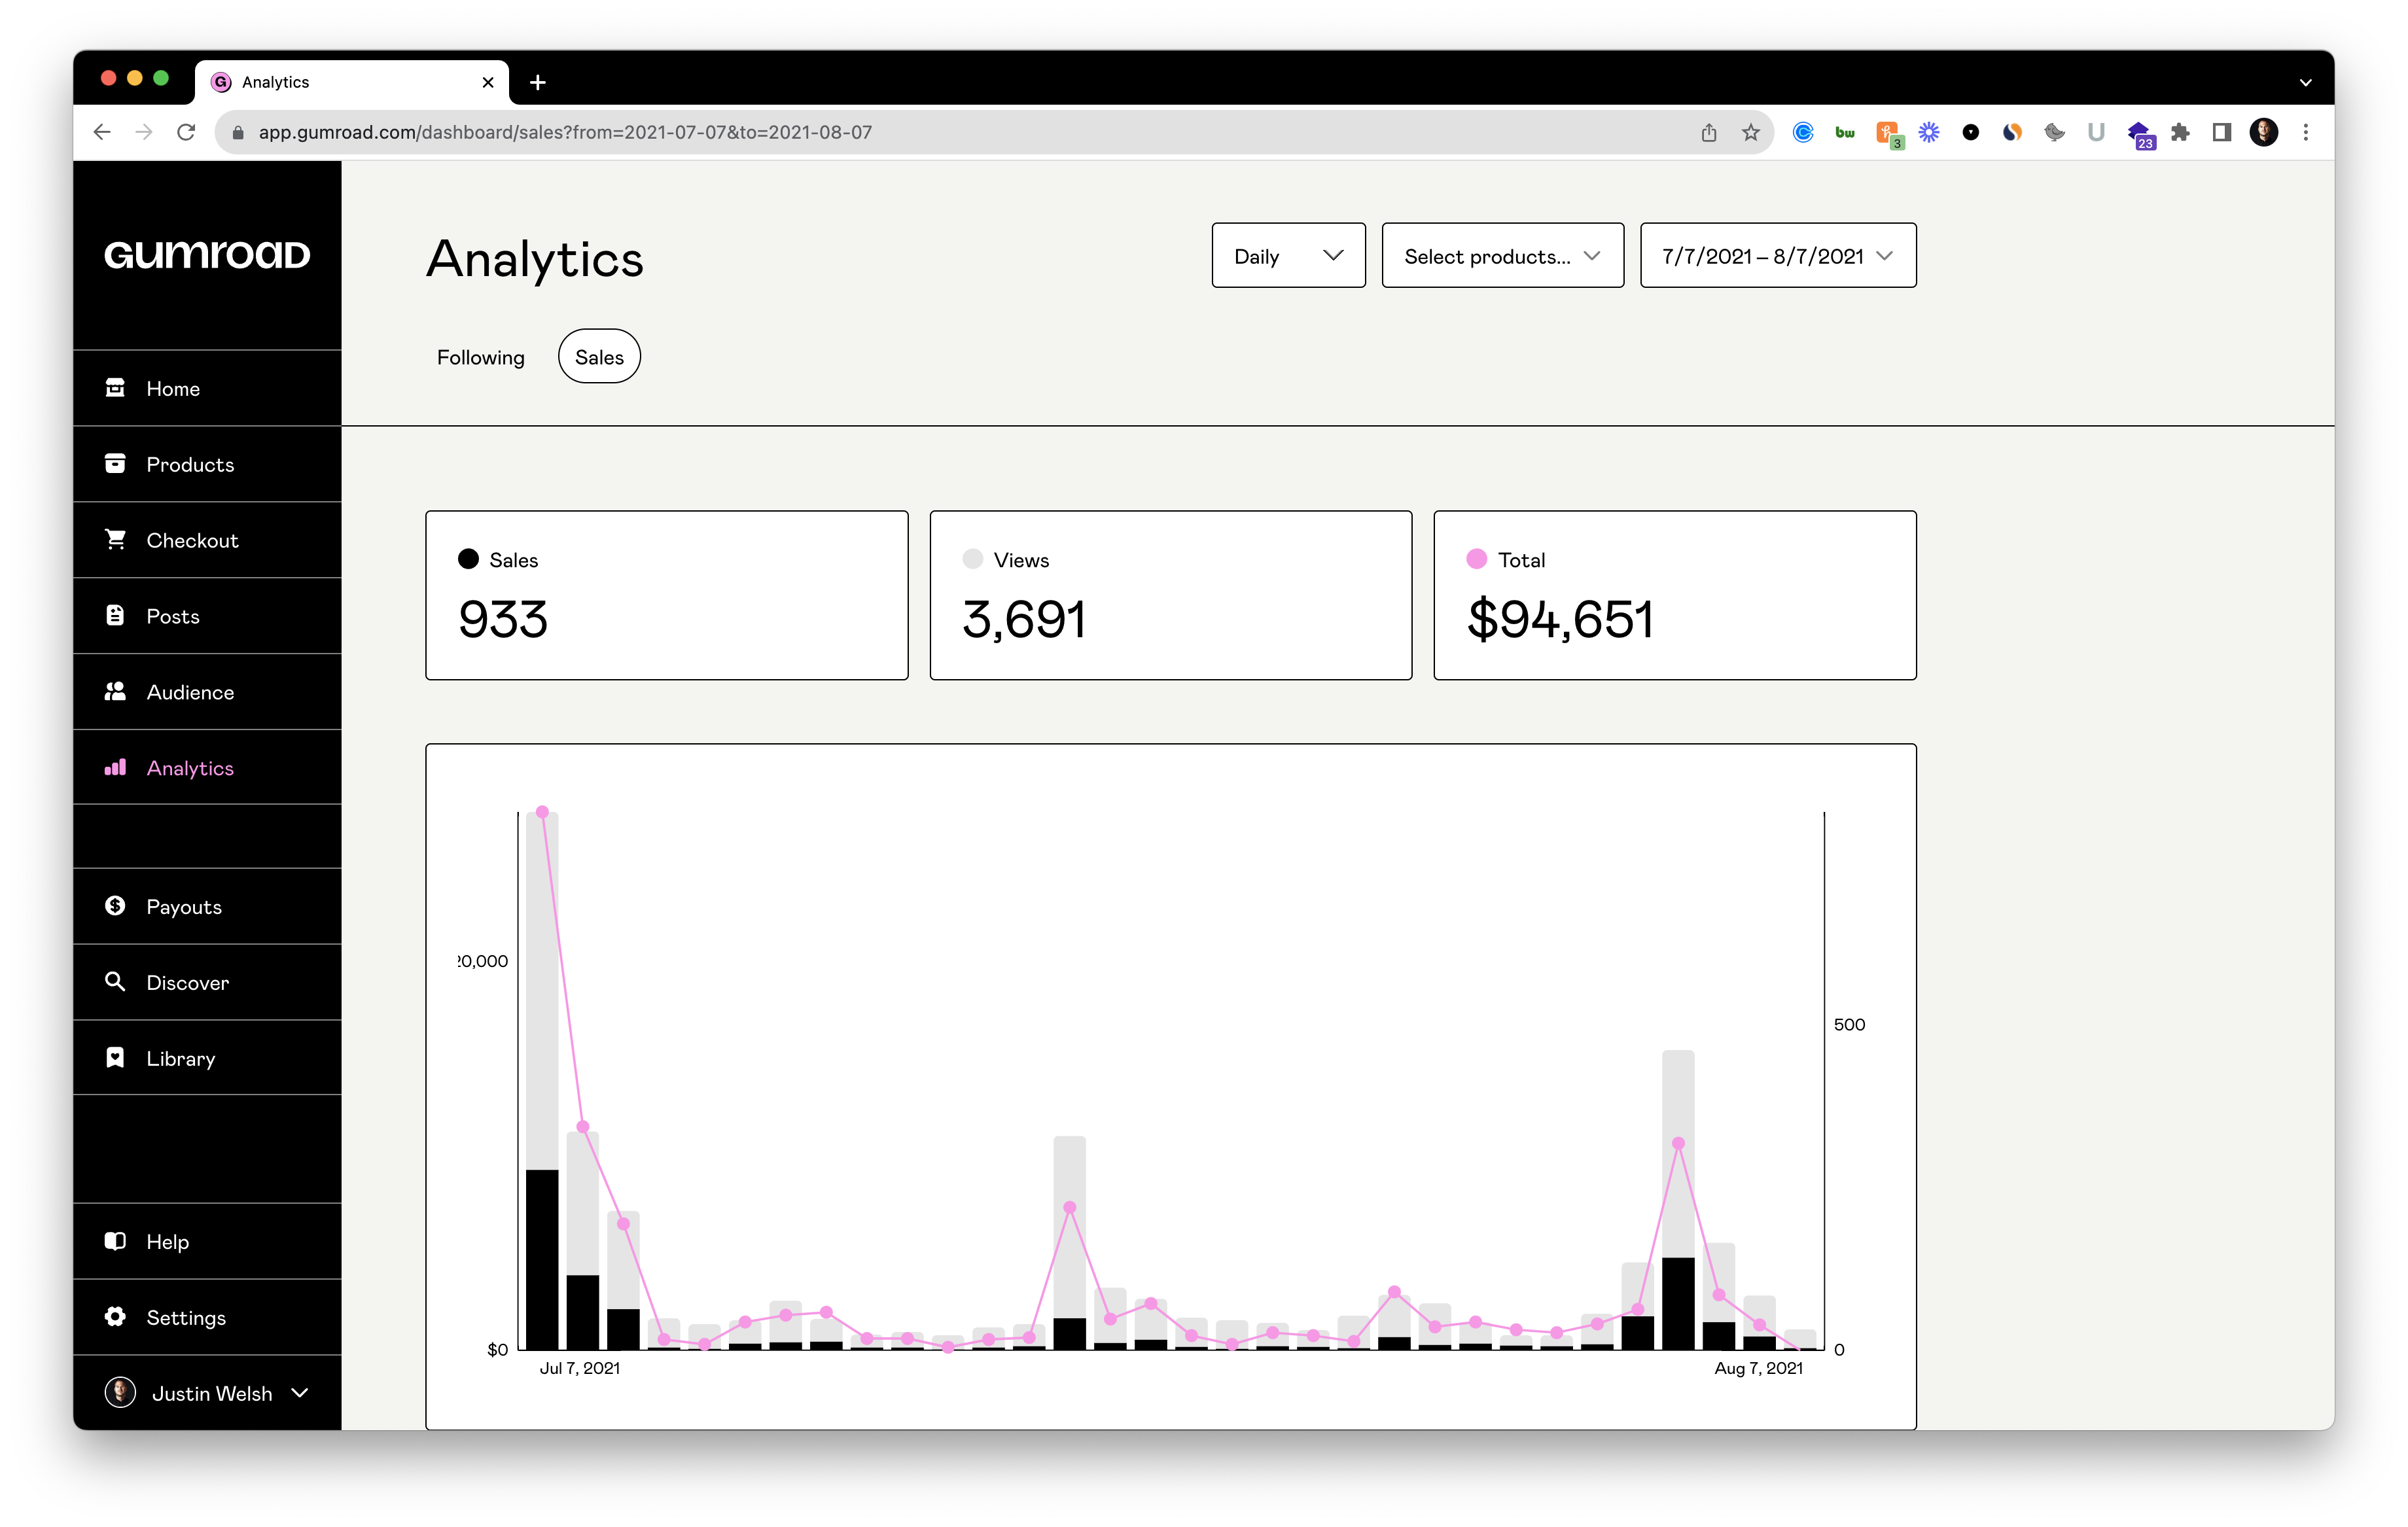 Analytics
app.gumroad.com/dashboard/sales?from=2021-07-07&to=2021-08-07
bw
3
23
GUMROAD
Home
Products
Checkout
Posts
Audience
Analytics
Payouts
Discover
Library
Help
Settings
Justin Welsh
Analytics
Daily
Select products...
7/7/2021 – 8/7/2021
Following
Sales
Sales
933
Views
3,691
Total
$94,651
20,000
$0
500
0
Jul 7, 2021
Aug 7, 2021